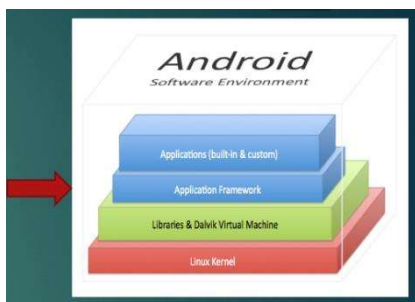 Android
Software Environment
Applications (built-in & custom)
Application Framework
Libraries & Dalvik Virtual Machine
Linux Kernel